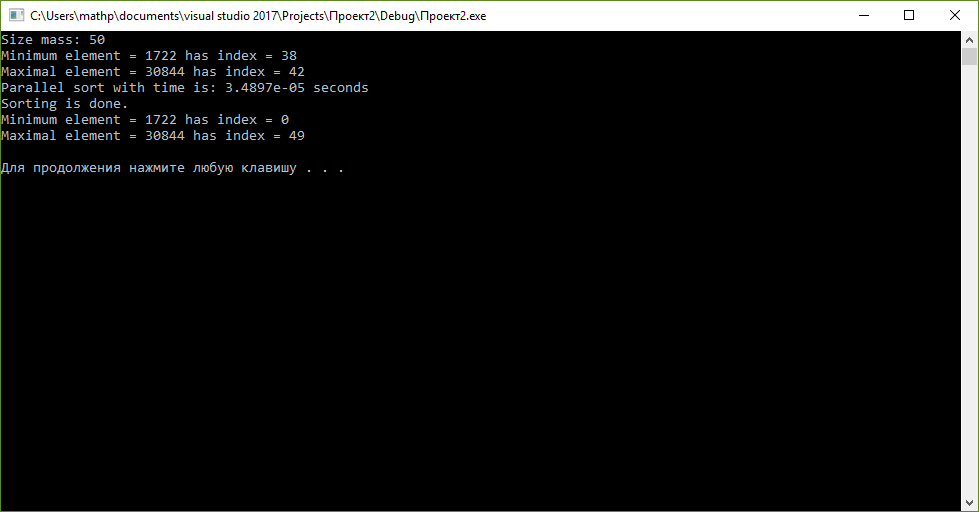 C:\Users\mathp\documents\visual studio 2017\Projects\Проект2\Debug\Проект2.exe
Size mass: 50
Minimum element = 1722 has index = 38
Maximal element = 30844 has index = 42
Parallel sort with time is: 3.4897e-05 seconds
Sorting is done.
Minimum element = 1722 has index = 0
Maximal element = 30844 has index = 49
Для продолжения нажмите любую клавишу . . .